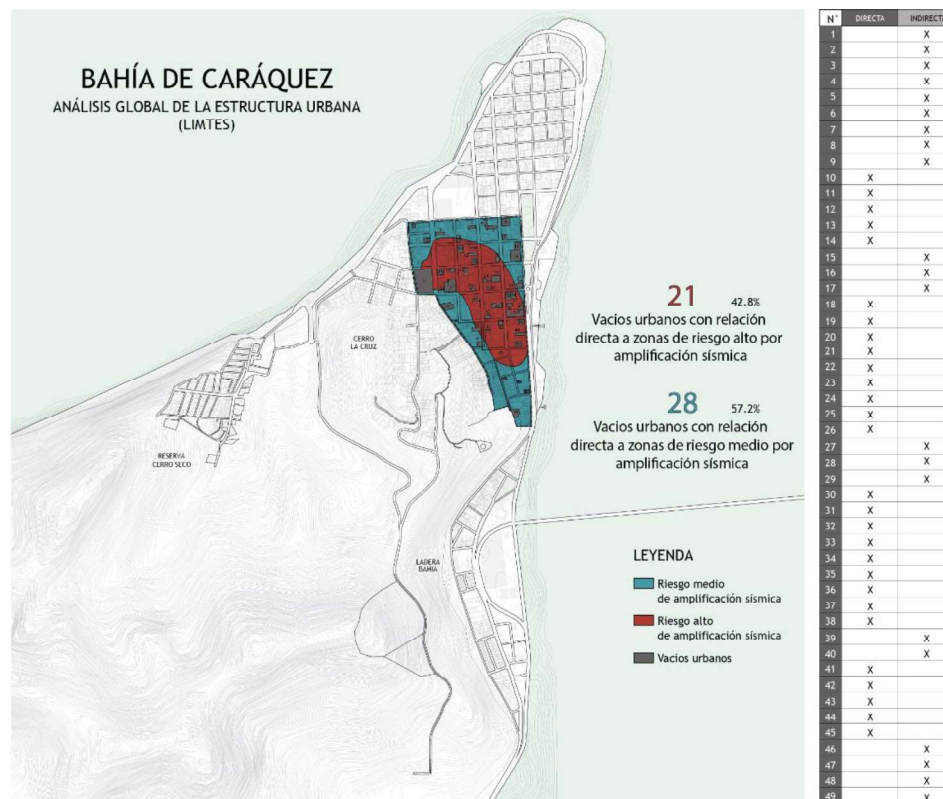 BAHÍA DE CARÁQUEZ
ANÁLISIS GLOBAL DE LA ESTRUCTURA URBANA
(LIMTES)
CERRO
LA CRUZ
RESERVA
CERRO SECO
LADERA
BAHIA
21 42.8%
Vacios urbanos con relación
directa a zonas de riesgo alto por
amplificación sísmica
28 57.2%
Vacios urbanos con relación
directa a zonas de riesgo medio por
amplificación sísmica
LEYENDA
Riesgo medio
de amplificación sísmica
Riesgo alto
de amplificación sísmica
Vacios urbanos
N° DIRECTA INDIRECTA
1 X
2 X
3 X
4 X
5 X
6 X
7 X
8 X
9 X
10 X
11 X
12 X
13 X
14 X
15 X
16 X
17 X
18 X
19 X
20 X
21 X
22 X
23 X
24 X
25 X
26 X
27 X
28 X
29 X
30 X
31 X
32 X
33 X
34 X
35 X
36 X
37 X
38 X
39 X
40 X
41 X
42 X
43 X
44 X
45 X
46 X
47 X
48 X
49 X